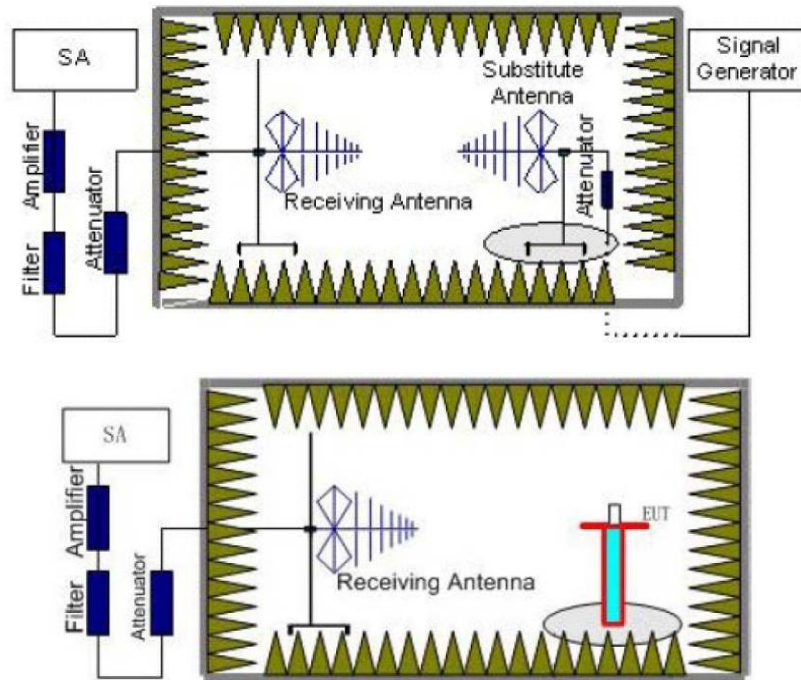 SA
Signal
Generator
Substitute
Antenna
Amplifier
Attenuator
Attenuator
Receiving Antenna
Filter
SA
EUT
Amplifier
Receiving Antenna
Filter
Attenuator